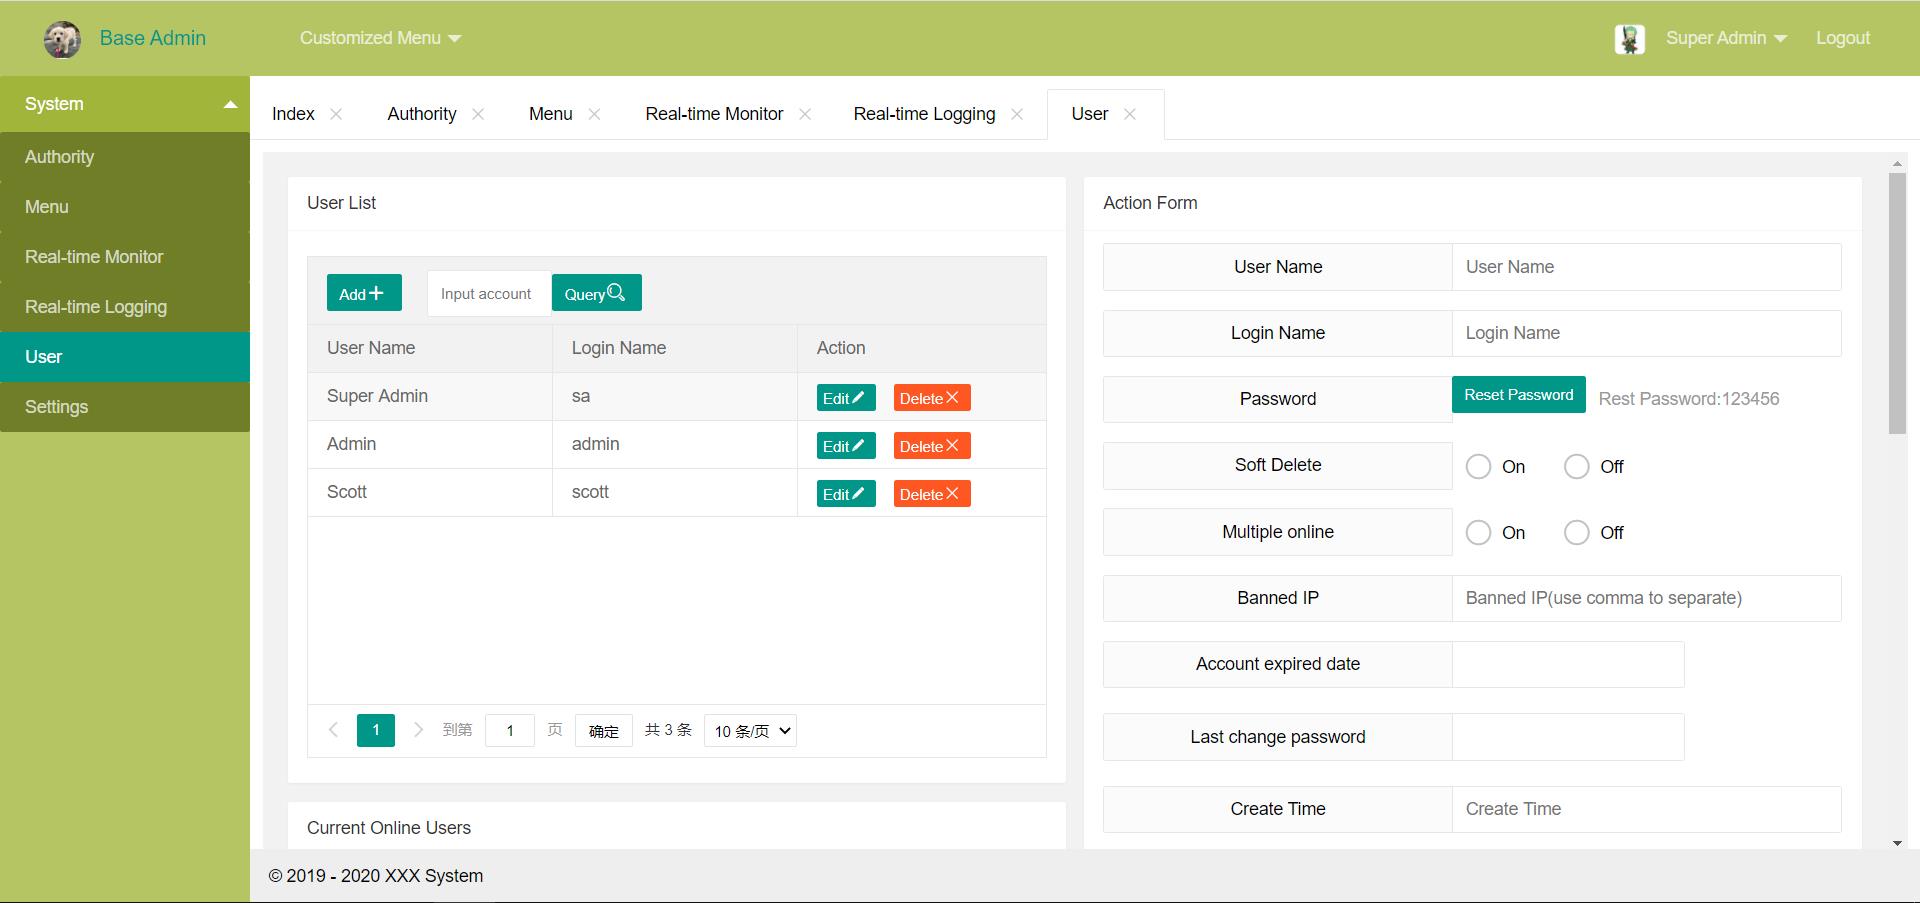 Base Admin
Customized Menu
Super Admin
Logout
System
Authority
Menu
Real-time Monitor
Real-time Logging
User
Settings
Index
Authority
Menu
Real-time Monitor
Real-time Logging
User
User List
Add
Input account
Query
User Name Login Name Action
Super Admin sa Edit Delete
Admin admin Edit Delete
Scott scott Edit Delete
1 到第 1 页 确定 共 3 条 10 条/页
Current Online Users
Action Form
User Name User Name
Login Name Login Name
Password Reset Password Rest Password:123456
Soft Delete On Off
Multiple online On Off
Banned IP Banned IP(use comma to separate)
Account expired date
Last change password
Create Time Create Time
© 2019 - 2020 XXX System